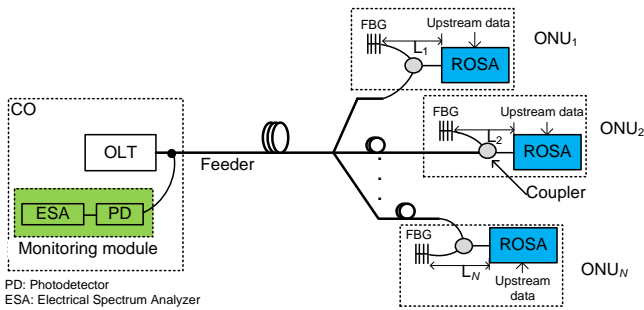 FBG
L1
Upstream data
ROSA
ONU1
CO
OLT
Feeder
ESA
PD
Monitoring module
FBG
L2
Upstream data
ROSA
ONU2
Coupler
FBG
LN
ROSA
Upstream
data
ONUN
PD: Photodetector
ESA: Electrical Spectrum Analyzer